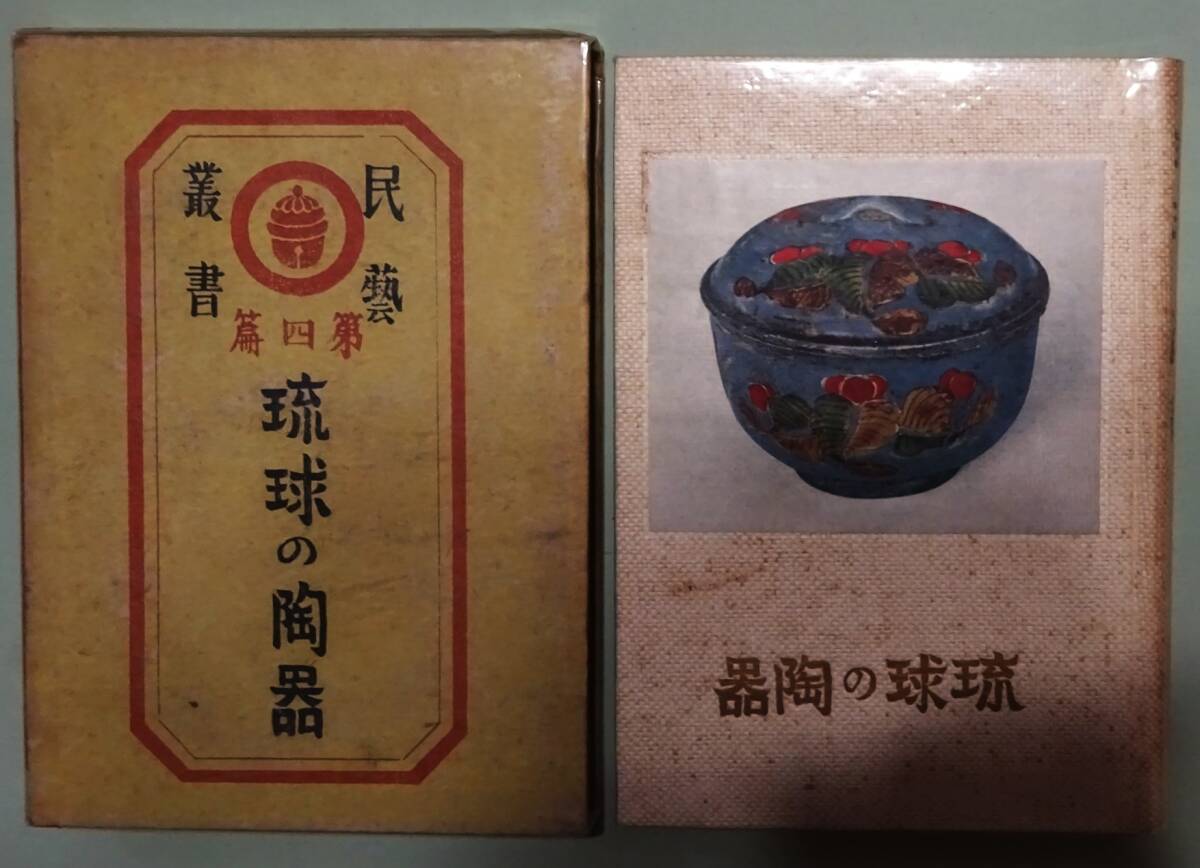 民藝
叢書
第四篇
琉球の陶器
琉球の陶器